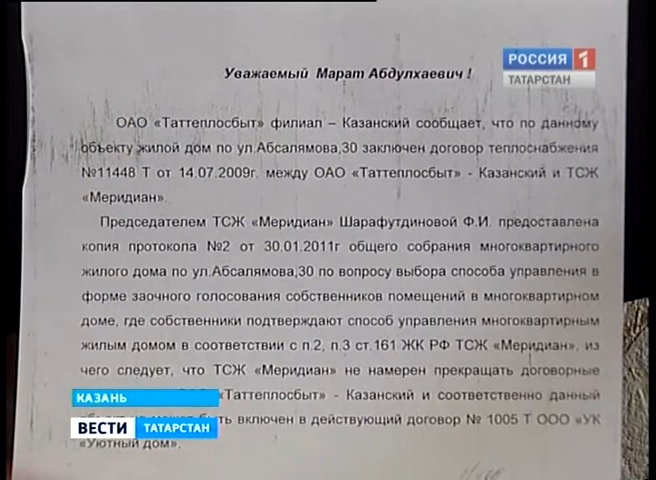 Уважаемый Марат Абдулхаевич !
РОССИЯ 1
ТАТАРСТАН
ОАО «Таттеплосбыт» филиал – Казанский сообщает, что по данному
объекту жилой дом по ул.Абсалямова,30 заключен договор теплоснабжения
№11448 Т от 14.07.2009г. между ОАО «Таттеплосбыт» - Казанский и ТСЖ
«Меридиан».
Председателем ТСЖ «Меридиан» Шарафутдиновой Ф.И. предоставлена
копия протокола №2 от 30.01.2011г общего собрания многоквартирного
жилого дома по ул.Абсалямова,30 по вопросу выбора способа управления в
форме заочного голосования собственников помещений в многоквартирном
доме, где собственники подтверждают способ управления многоквартирным
жилым домом в соответствии с п.2, п.3 ст.161 ЖК РФ ТСЖ «Меридиан», из
чего следует, что ТСЖ «Меридиан» не намерен прекращать договорные
«Таттеплосбыт» - Казанский и соответственно данный
быть включен в действующий договор № 1005 Т ООО «УК
«Уютный дом».
КАЗАНЬ
ВЕСТИ ТАТАРСТАН